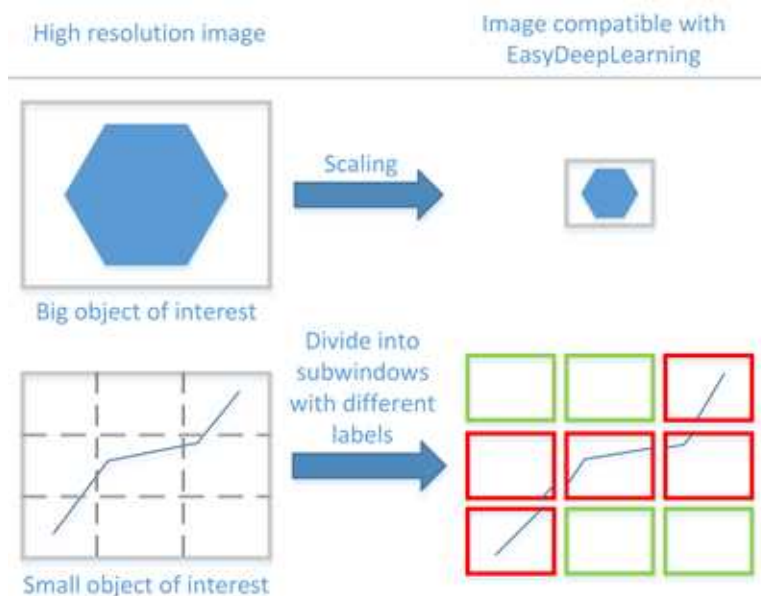 High resolution image
Image compatible with
EasyDeepLearning
Scaling
Big object of interest
Divide into
subwindows
with different
labels
Small object of interest